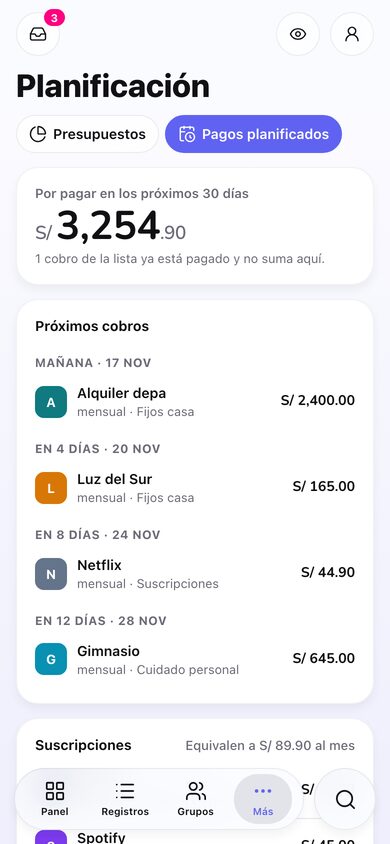 3
Planificación
Presupuestos
Pagos planificados
Por pagar en los próximos 30 días
S/ 3,254.90
1 cobro de la lista ya está pagado y no suma aquí.
Próximos cobros
MAÑANA · 17 NOV
A
Alquiler depa
S/ 2,400.00
mensual · Fijos casa
EN 4 DÍAS · 20 NOV
L
Luz del Sur
S/ 165.00
mensual · Fijos casa
EN 8 DÍAS · 24 NOV
N
Netflix
S/ 44.90
mensual · Suscripciones
EN 12 DÍAS · 28 NOV
G
Gimnasio
S/ 645.00
mensual · Cuidado personal
Suscripciones
Equivalen a S/ 89.90 al mes
S/
Panel
Registros
Grupos
Más
Spotify